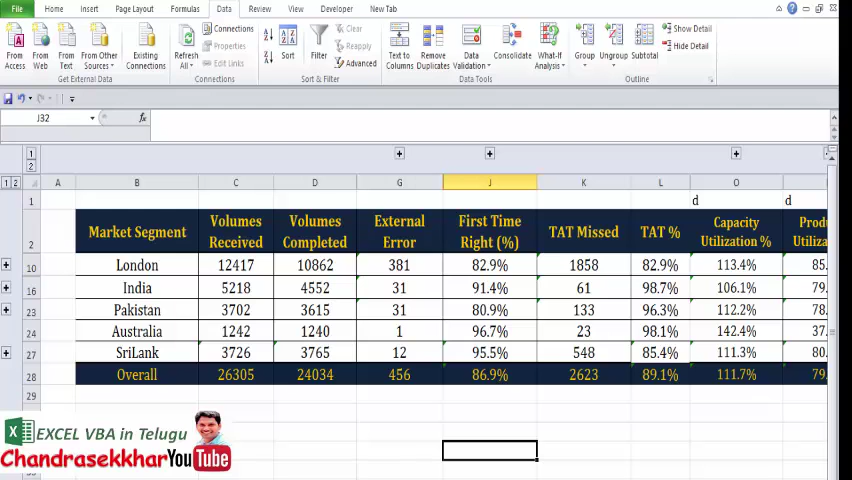 File Home Insert Page Layout Formulas Data Review View Developer New Tab
From Access From Web From Text From Other Sources Existing Connections Refresh All Connections Properties Edit Links Sort Filter Clear Reapply Advanced Text to Columns Remove Duplicates Data Validation Consolidate What-If Analysis Group Ungroup Subtotal Show Detail Hide Detail
Get External Data Connections Sort & Filter Data Tools Outline
J32 fx
1
2
1 2 A B C D G J K L O
1 d d
2 Market Segment Volumes Received Volumes Completed External Error First Time Right (%) TAT Missed TAT % Capacity Utilization % Produ Utiliza
10 London 12417 10862 381 82.9% 1858 82.9% 113.4% 85.
16 India 5218 4552 31 91.4% 61 98.7% 106.1% 79.
23 Pakistan 3702 3615 31 80.9% 133 96.3% 112.2% 78.
24 Australia 1242 1240 1 96.7% 23 98.1% 142.4% 37.
27 SriLank 3726 3765 12 95.5% 548 85.4% 111.3% 80.
28 Overall 26305 24034 456 86.9% 2623 89.1% 111.7% 79.
29
EXCEL VBA in Telugu
ChandrasekkharYouTube